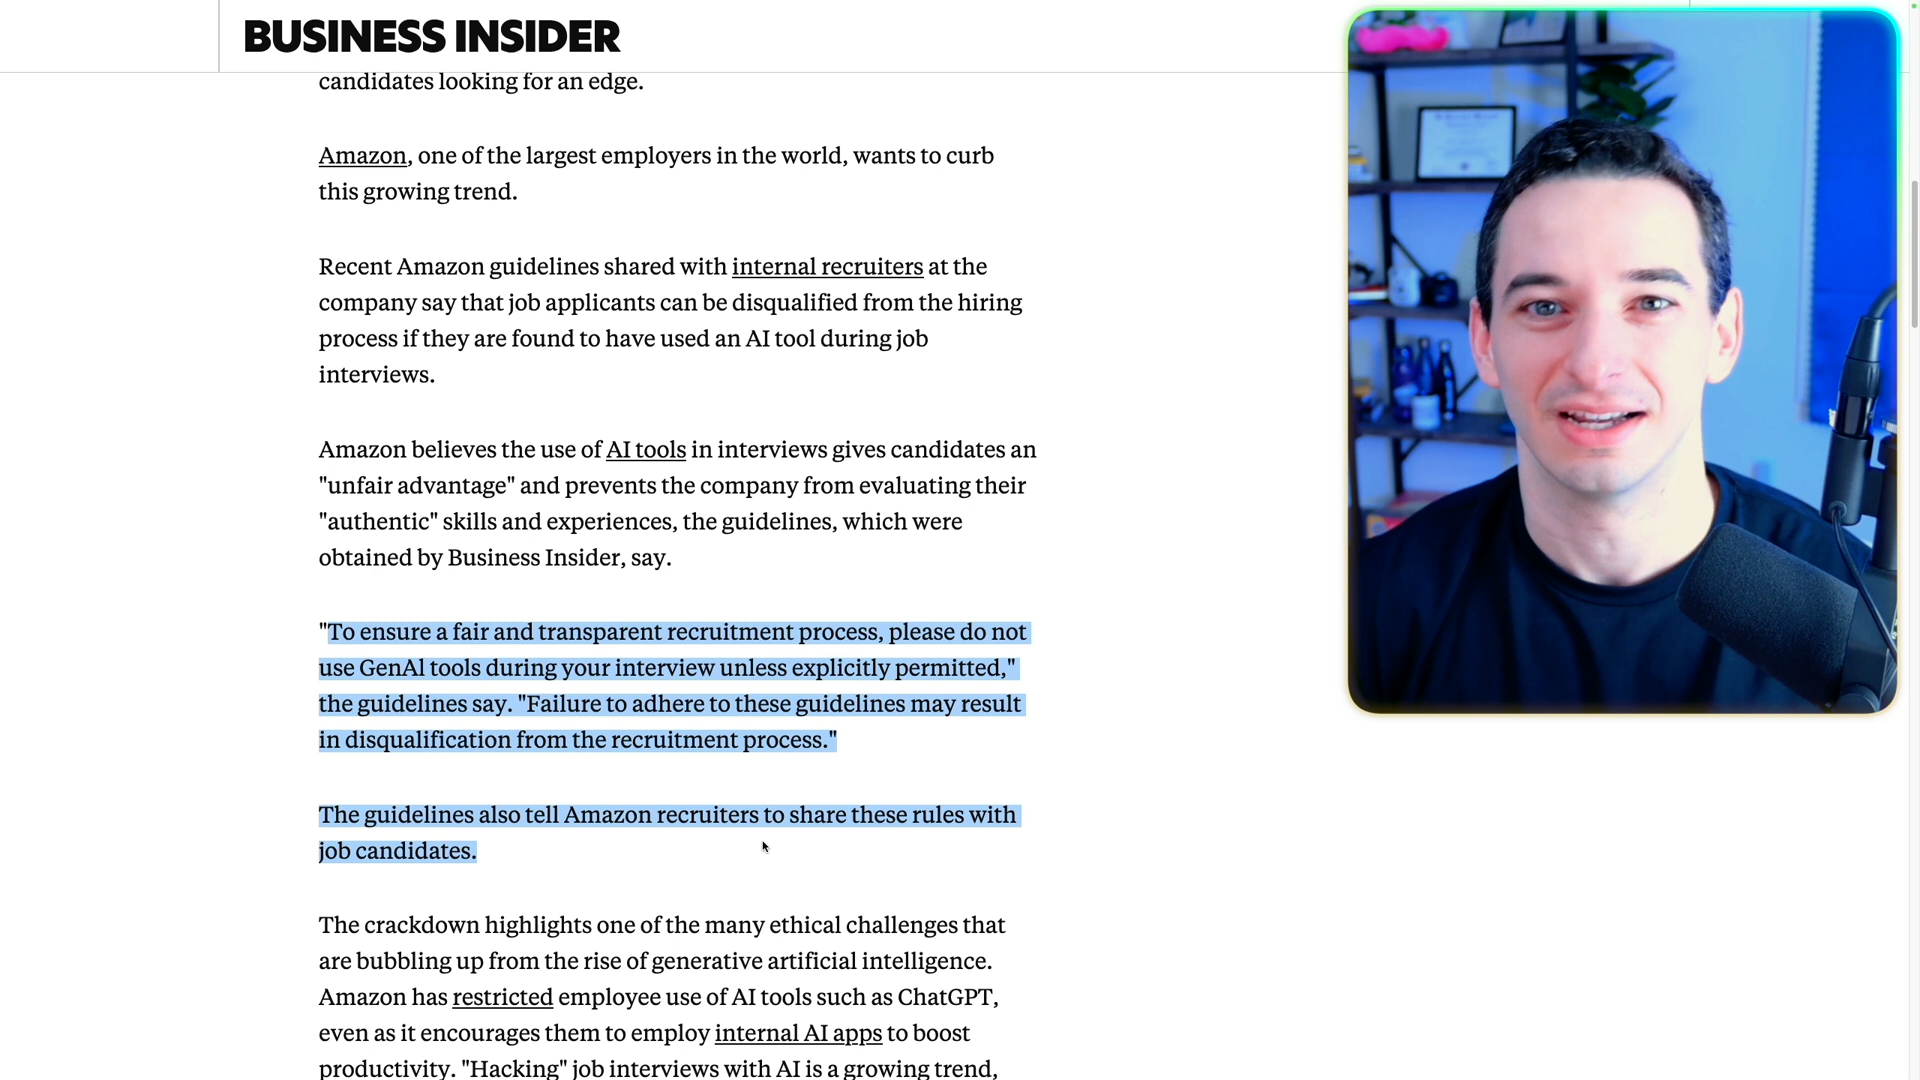 BUSINESS INSIDER
candidates looking for an edge.
Amazon, one of the largest employers in the world, wants to curb
this growing trend.
Recent Amazon guidelines shared with internal recruiters at the
company say that job applicants can be disqualified from the hiring
process if they are found to have used an AI tool during job
interviews.
Amazon believes the use of AI tools in interviews gives candidates an
"unfair advantage" and prevents the company from evaluating their
"authentic" skills and experiences, the guidelines, which were
obtained by Business Insider, say.
"To ensure a fair and transparent recruitment process, please do not
use GenAl tools during your interview unless explicitly permitted,"
the guidelines say. "Failure to adhere to these guidelines may result
in disqualification from the recruitment process."
The guidelines also tell Amazon recruiters to share these rules with
job candidates.
The crackdown highlights one of the many ethical challenges that
are bubbling up from the rise of generative artificial intelligence.
Amazon has restricted employee use of AI tools such as ChatGPT,
even as it encourages them to employ internal AI apps to boost
productivity. "Hacking" job interviews with AI is a growing trend,